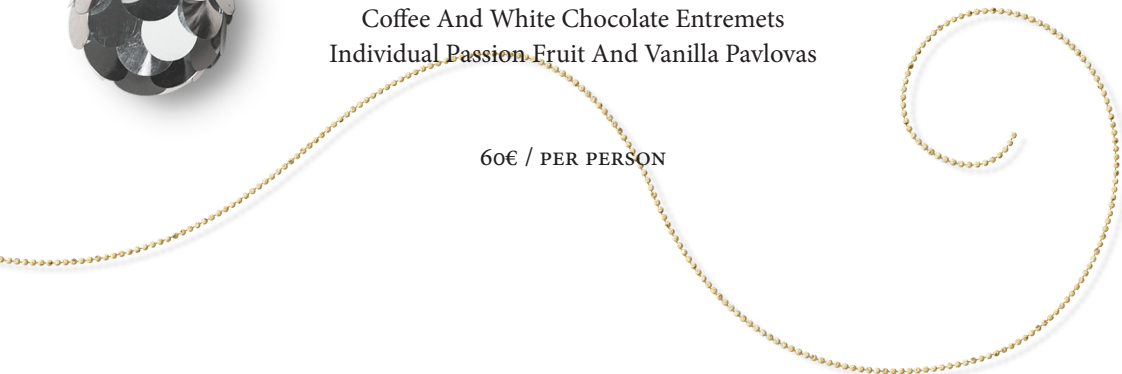 Coffee And White Chocolate Entremets
Individual Passion Fruit And Vanilla Pavlovas
60€ / PER PERSON